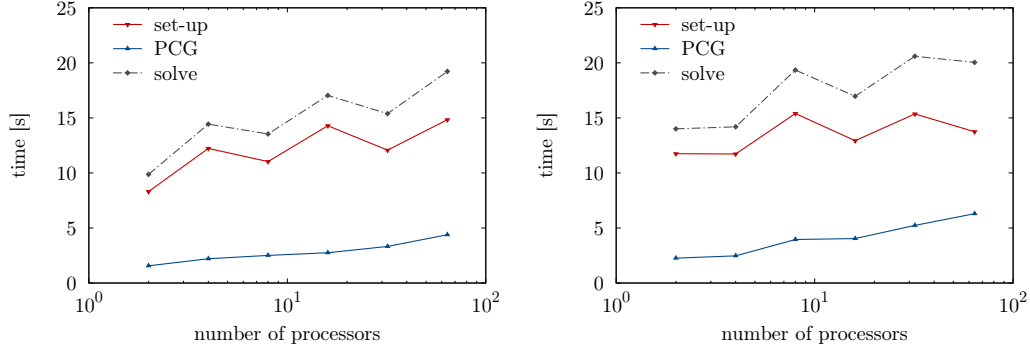 25
20
15
10
5
0
time [s]
set-up
PCG
solve
10^0
10^1
10^2
number of processors
25
20
15
10
5
0
time [s]
set-up
PCG
solve
10^0
10^1
10^2
number of processors